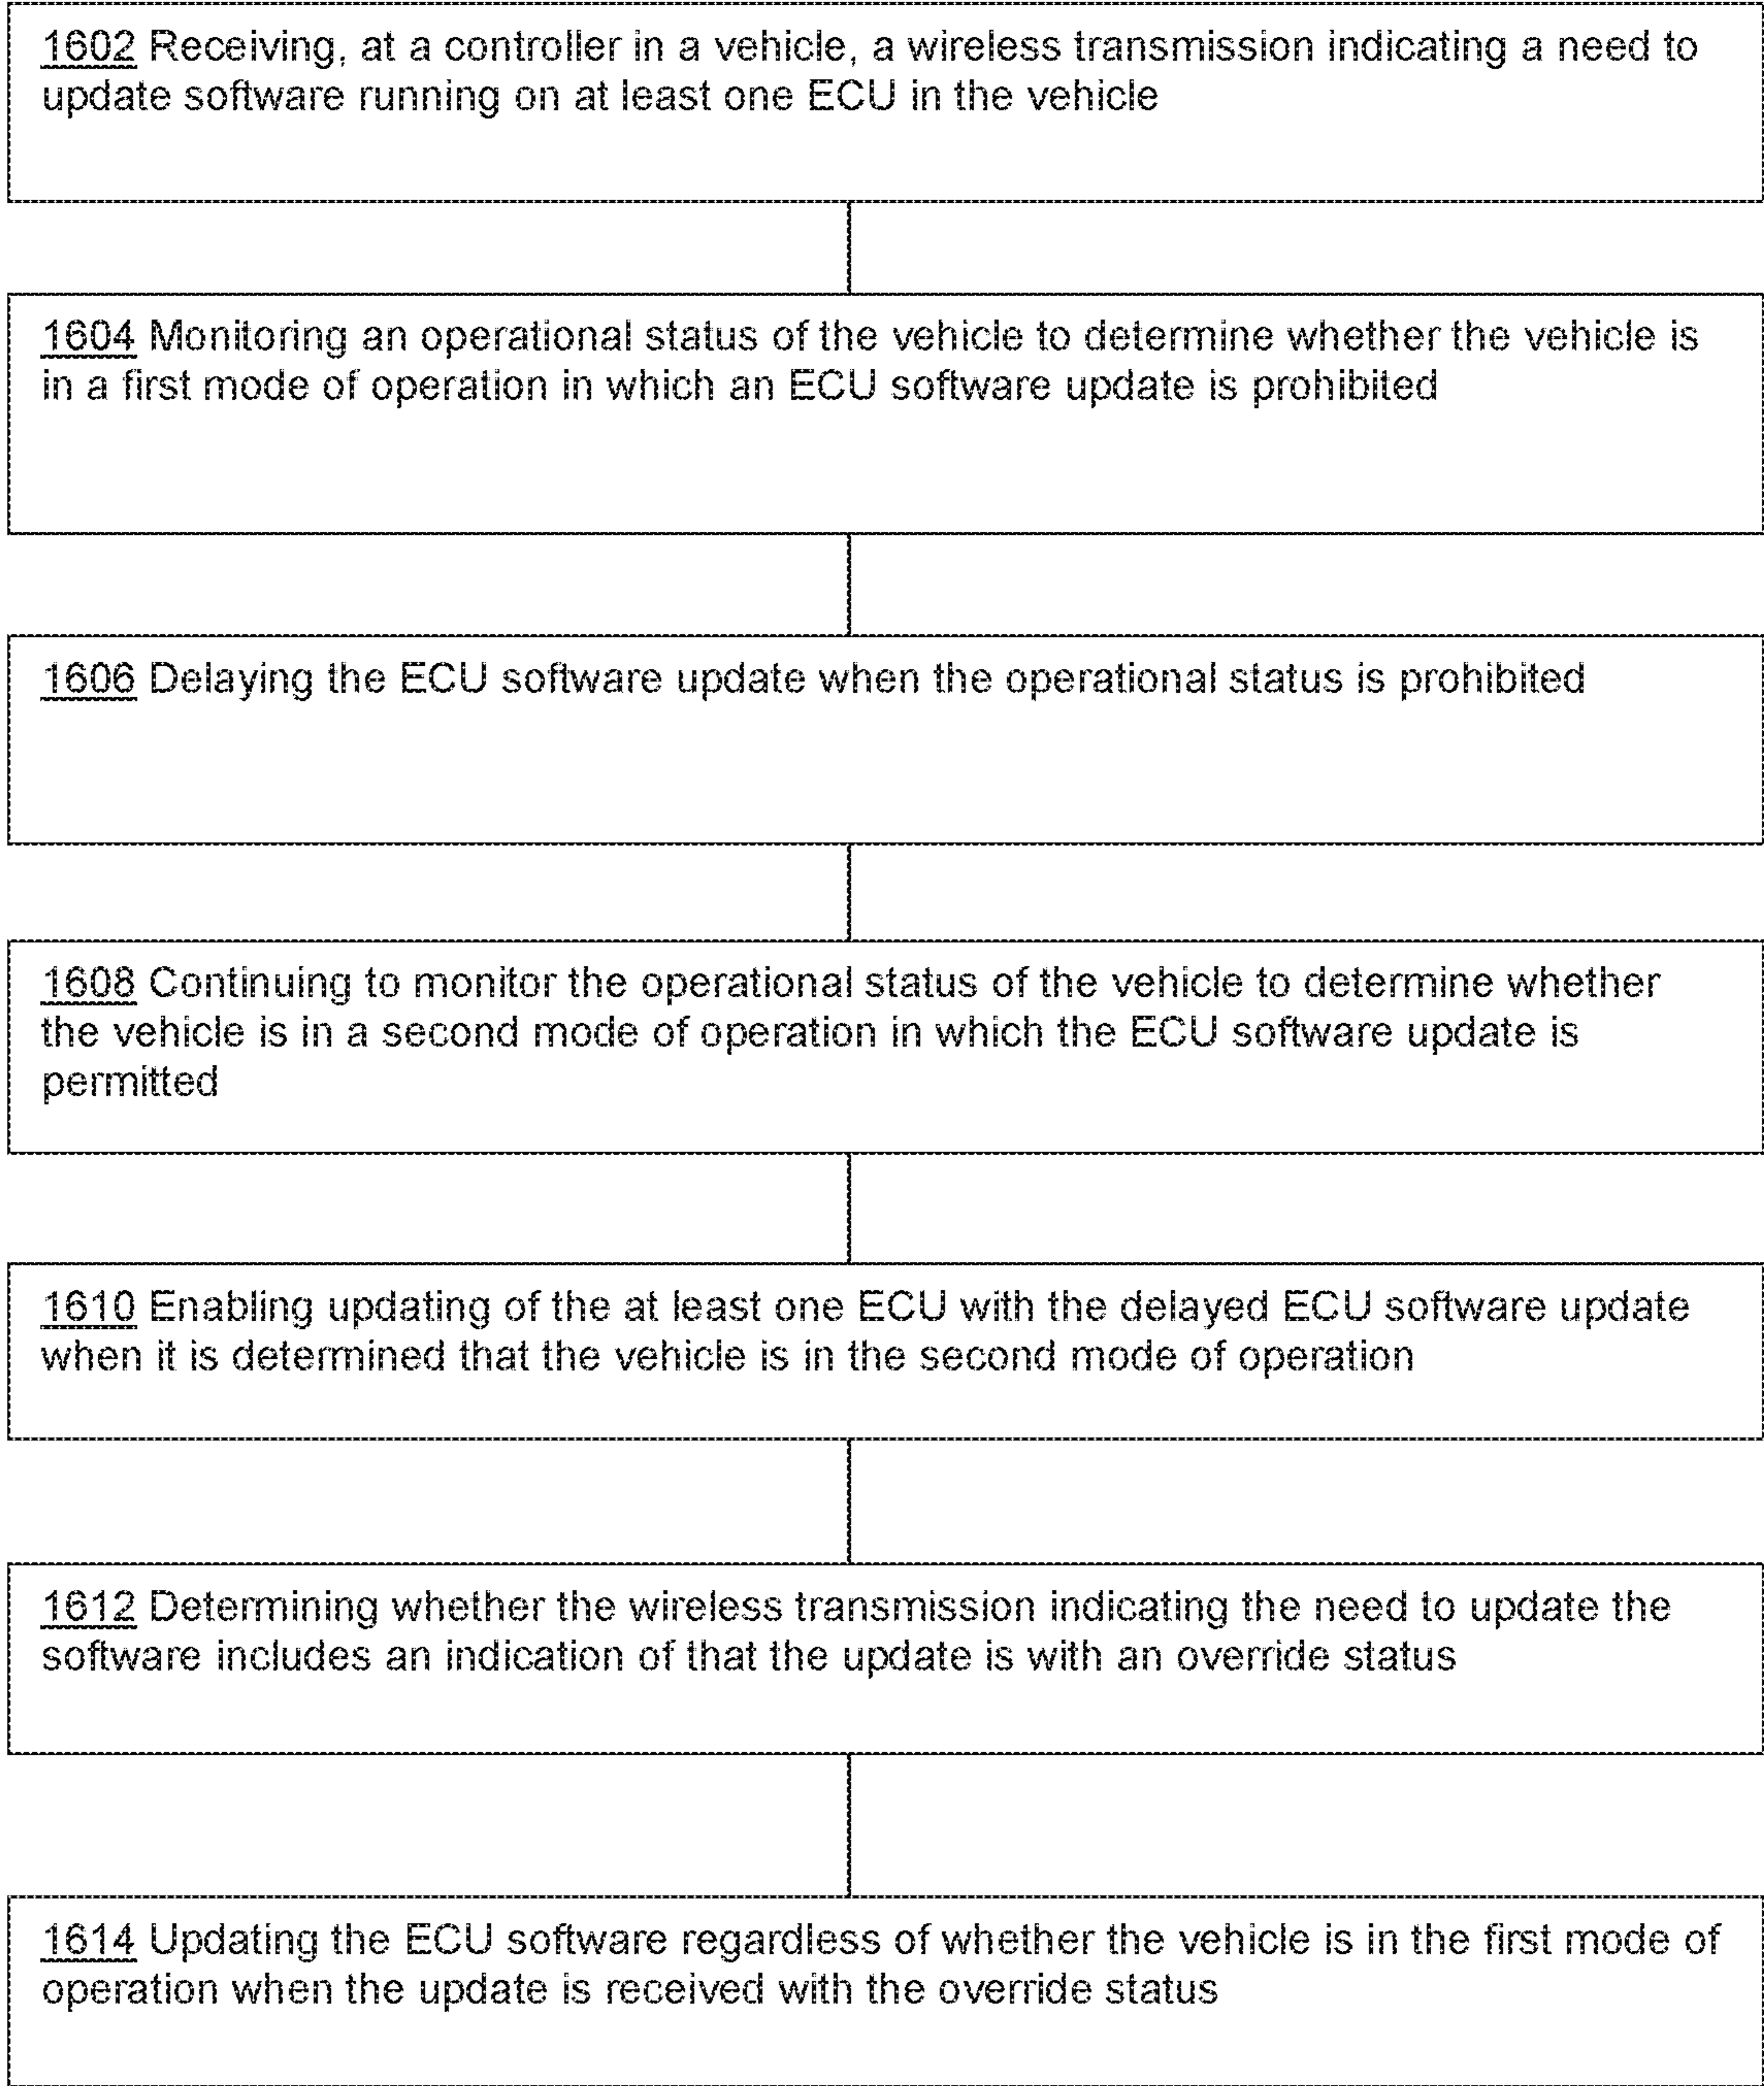 1602 Receiving, at a controller in a vehicle, a wireless transmission indicating a need to
update software running on at least one ECU in the vehicle
1604 Monitoring an operational status of the vehicle to determine whether the vehicle is
in a first mode of operation in which an ECU software update is prohibited
1606 Delaying the ECU software update when the operational status is prohibited
1608 Continuing to monitor the operational status of the vehicle to determine whether
the vehicle is in a second mode of operation in which the ECU software update is
permitted
1610 Enabling updating of the at least one ECU with the delayed ECU software update
when it is determined that the vehicle is in the second mode of operation
1612 Determining whether the wireless transmission indicating the need to update the
software includes an indication of that the update is with an override status
1614 Updating the ECU software regardless of whether the vehicle is in the first mode of
operation when the update is received with the override status